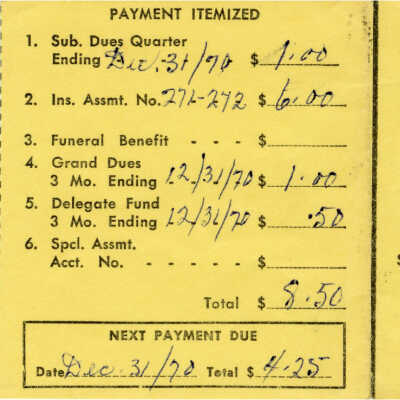 PAYMENT ITEMIZED
1. Sub. Dues Quarter
Ending Dec. 31/70 $ 1.00
2. Ins. Assmt. No. 271-272 $ 6.00
3. Funeral Benefit - - - $
4. Grand Dues
3 Mo. Ending 12/31/70 $ 1.00
5. Delegate Fund
3 Mo. Ending 12/31/70 $ .50
6. Spcl. Assmt.
Acct. No. - - - - - $
Total $ 8.50
NEXT PAYMENT DUE
Date Dec. 31/70 Total $ 4.25